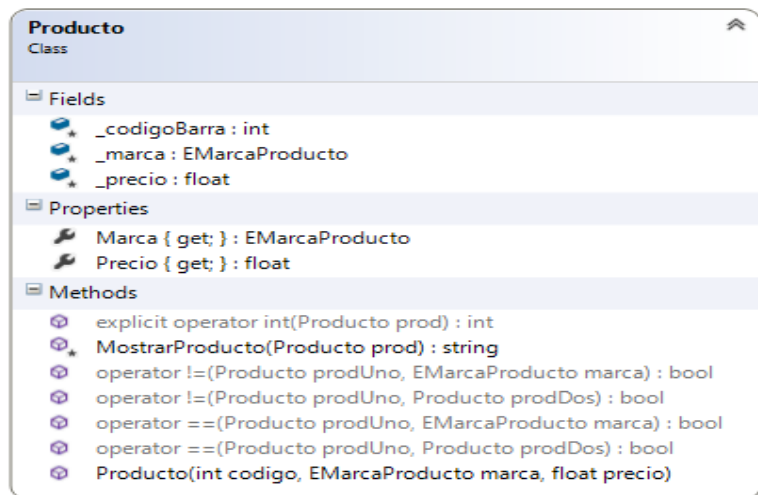 Producto
Class
Fields
_codigoBarra : int
_marca : EMarcaProducto
_precio : float
Properties
Marca { get; } : EMarcaProducto
Precio { get; } : float
Methods
explicit operator int(Producto prod) : int
MostrarProducto(Producto prod) : string
operator !=(Producto prodUno, EMarcaProducto marca) : bool
operator !=(Producto prodUno, Producto prodDos) : bool
operator ==(Producto prodUno, EMarcaProducto marca) : bool
operator ==(Producto prodUno, Producto prodDos) : bool
Producto(int codigo, EMarcaProducto marca, float precio)